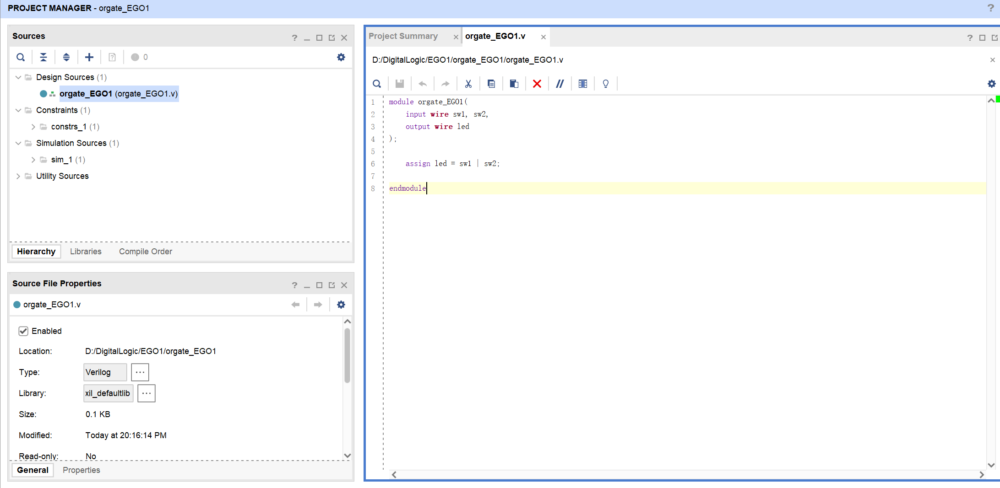 PROJECT MANAGER - orgate_EGO1
?
Sources
?
0
Design Sources (1)
orgate_EGO1 (orgate_EGO1.v)
Constraints (1)
constrs_1 (1)
Simulation Sources (1)
sim_1 (1)
Utility Sources
Hierarchy Libraries Compile Order
Source File Properties
?
orgate_EGO1.v
Enabled
Location: D:/DigitalLogic/EGO1/orgate_EGO1
Type: Verilog ...
Library: xil_defaultlib ...
Size: 0.1 KB
Modified: Today at 20:16:14 PM
Read-only: No
General Properties
Project Summary × orgate_EGO1.v ×
?
D:/DigitalLogic/EGO1/orgate_EGO1/orgate_EGO1.v ×
1 module orgate_EGO1(
2 input wire sw1, sw2,
3 output wire led
4 );
5
6 assign led = sw1 | sw2;
7
8 endmodule